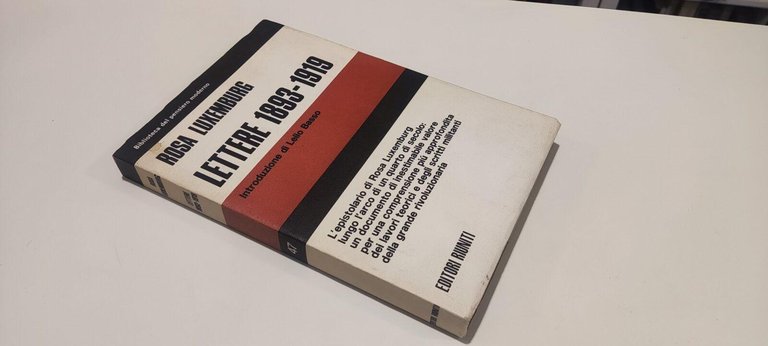 Biblioteca del pensiero moderno
ROSA LUXEMBURG
LETTERE 1893-1919
Introduzione di Lelio Basso
L'epistolario di Rosa Luxemburg
lungo l'arco di un quarto di secolo:
un documento di inestimabile valore
per una comprensione più approfondita
dei lavori teorici e degli scritti militanti
della grande rivoluzionaria
EDITORI RIUNITI
47